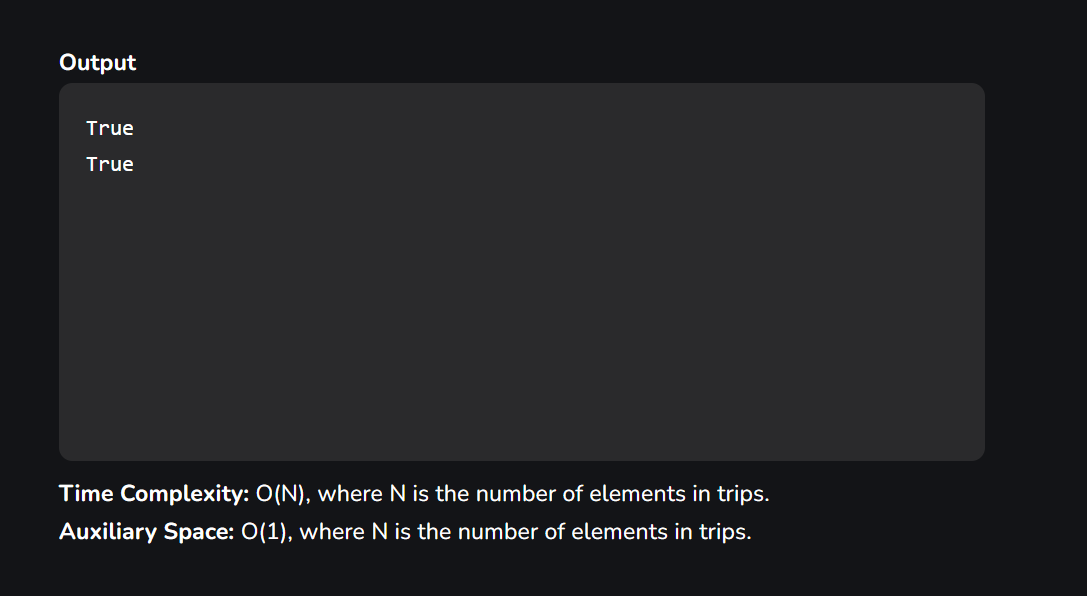 Output
True
True
Time Complexity: O(N), where N is the number of elements in trips.
Auxiliary Space: O(1), where N is the number of elements in trips.